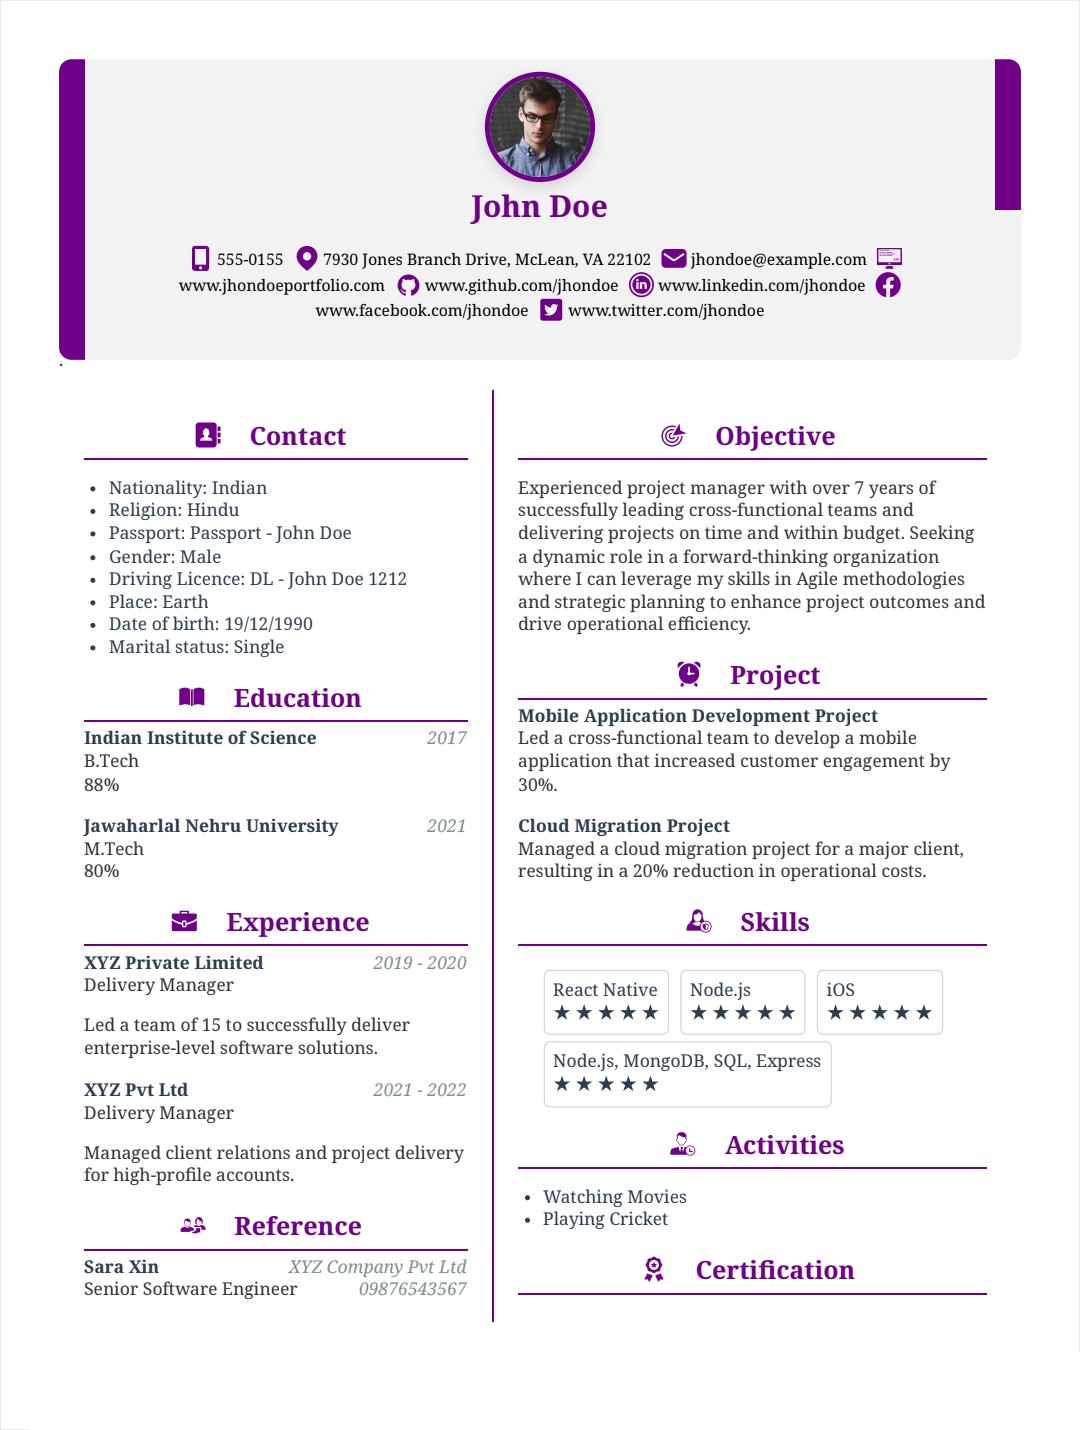 John Doe
555-0155 7930 Jones Branch Drive, McLean, VA 22102 jhondoe@example.com
www.jhondoeportfolio.com www.github.com/jhondoe www.linkedin.com/jhondoe
www.facebook.com/jhondoe www.twitter.com/jhondoe
.
Contact
• Nationality: Indian
• Religion: Hindu
• Passport: Passport - John Doe
• Gender: Male
• Driving Licence: DL - John Doe 1212
• Place: Earth
• Date of birth: 19/12/1990
• Marital status: Single
Education
Indian Institute of Science 2017
B.Tech
88%
Jawaharlal Nehru University 2021
M.Tech
80%
Experience
XYZ Private Limited 2019 - 2020
Delivery Manager
Led a team of 15 to successfully deliver
enterprise-level software solutions.
XYZ Pvt Ltd 2021 - 2022
Delivery Manager
Managed client relations and project delivery
for high-profile accounts.
Reference
Sara Xin XYZ Company Pvt Ltd
Senior Software Engineer 09876543567
Objective
Experienced project manager with over 7 years of
successfully leading cross-functional teams and
delivering projects on time and within budget. Seeking
a dynamic role in a forward-thinking organization
where I can leverage my skills in Agile methodologies
and strategic planning to enhance project outcomes and
drive operational efficiency.
Project
Mobile Application Development Project
Led a cross-functional team to develop a mobile
application that increased customer engagement by
30%.
Cloud Migration Project
Managed a cloud migration project for a major client,
resulting in a 20% reduction in operational costs.
Skills
React Native Node.js iOS
★★★★★ ★★★★★ ★★★★★
Node.js, MongoDB, SQL, Express
★★★★★
Activities
• Watching Movies
• Playing Cricket
Certification